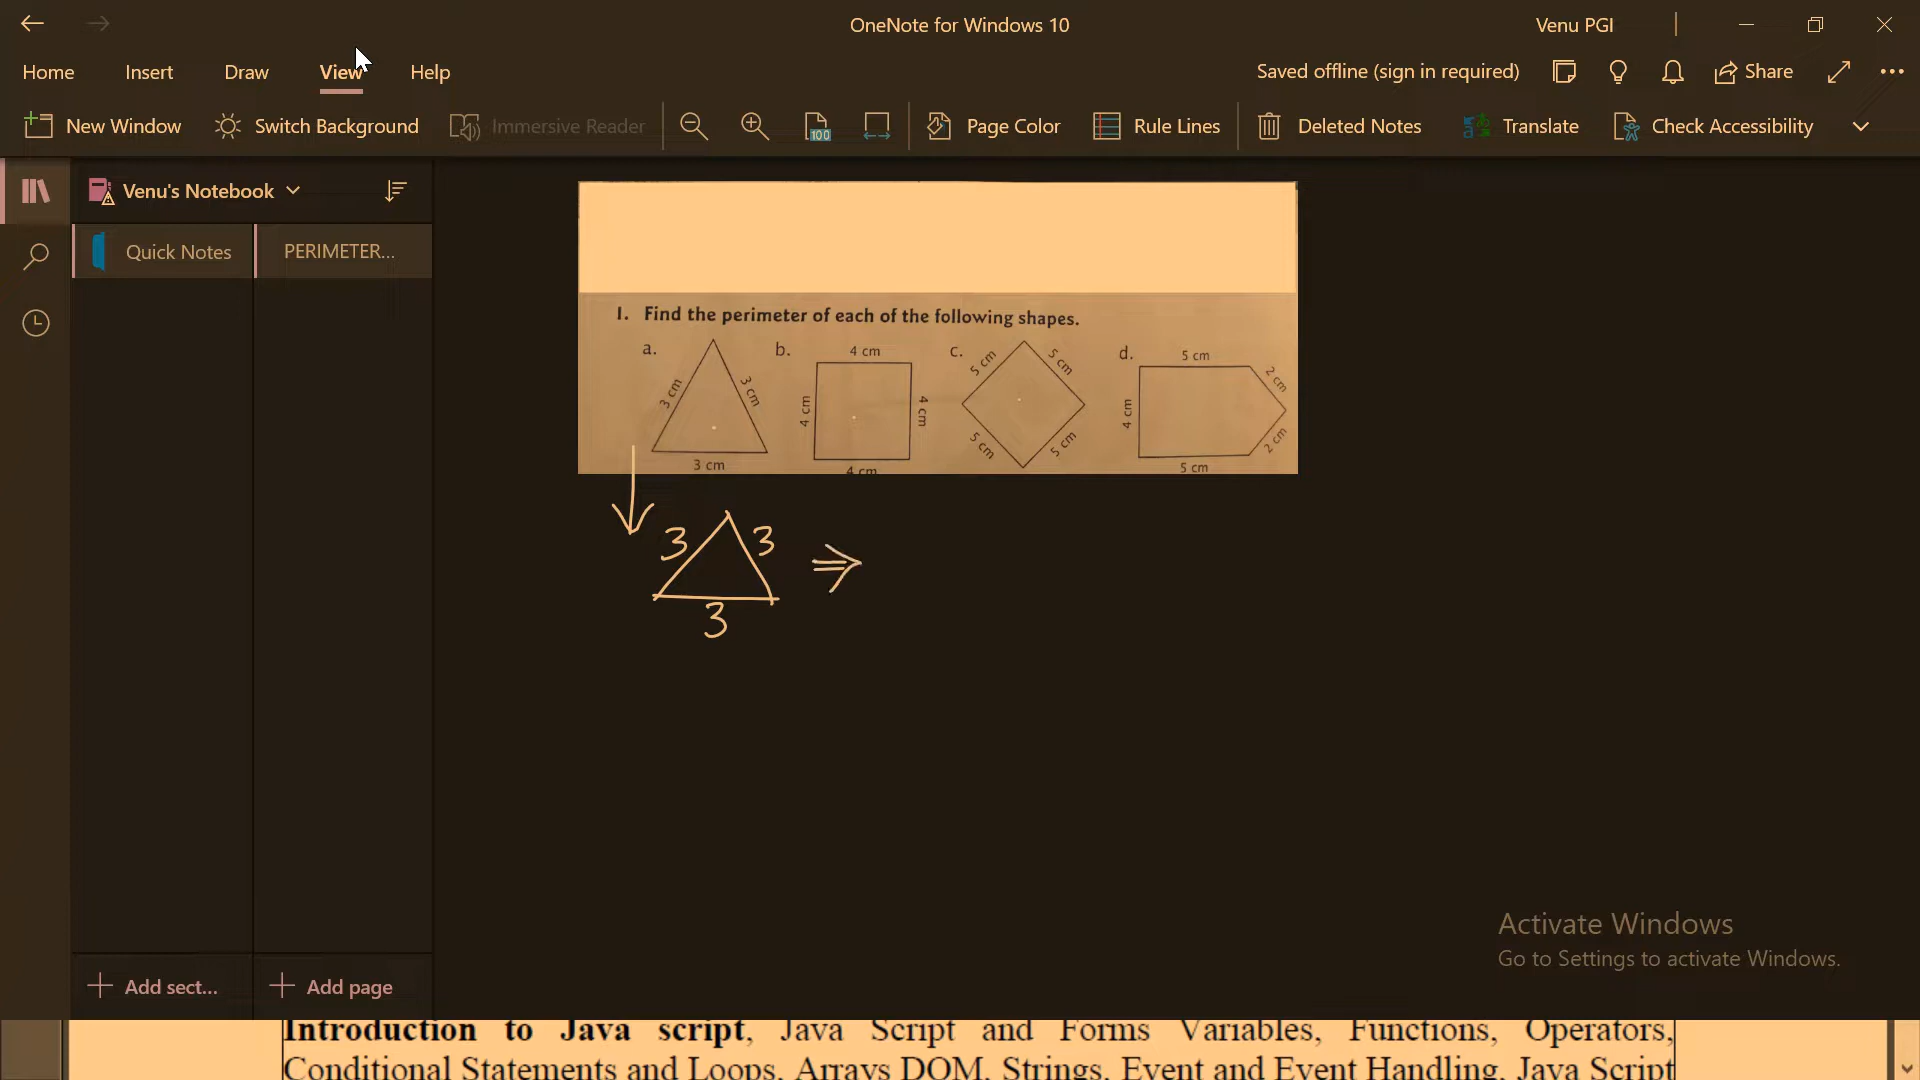 OneNote for Windows 10
Venu PGI
Home Insert Draw View Help
Saved offline (sign in required) Share
New Window Switch Background Immersive Reader 100 Page Color Rule Lines Deleted Notes Translate Check Accessibility
Venu's Notebook
Quick Notes PERIMETER...
1. Find the perimeter of each of the following shapes.
a. 3 cm 3 cm 3 cm
b. 4 cm 4 cm 4 cm 4 cm
c. 5 cm 5 cm 5 cm 5 cm
d. 5 cm 2 cm 4 cm 2 cm 5 cm
3 3
3
Activate Windows
Go to Settings to activate Windows.
Add sect... Add page
Introduction to Java script, Java Script and Forms Variables, Functions, Operators,
Conditional Statements and Loops, Arrays DOM, Strings, Event and Event Handling, Java Script